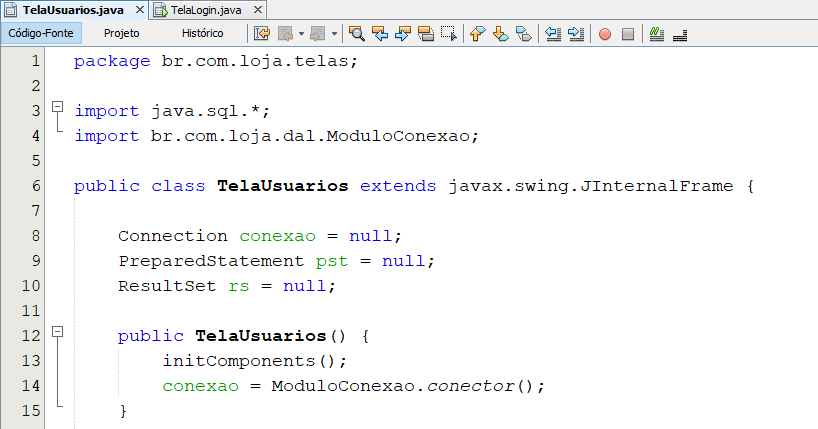 TelaUsuarios.java TelaLogin.java
Código-Fonte Projeto Histórico
1 package br.com.loja.telas;
2
3 import java.sql.*;
4 import br.com.loja.dal.ModuloConexao;
5
6 public class TelaUsuarios extends javax.swing.JInternalFrame {
7
8 Connection conexao = null;
9 PreparedStatement pst = null;
10 ResultSet rs = null;
11
12 public TelaUsuarios() {
13 initComponents();
14 conexao = ModuloConexao.conector();
15 }